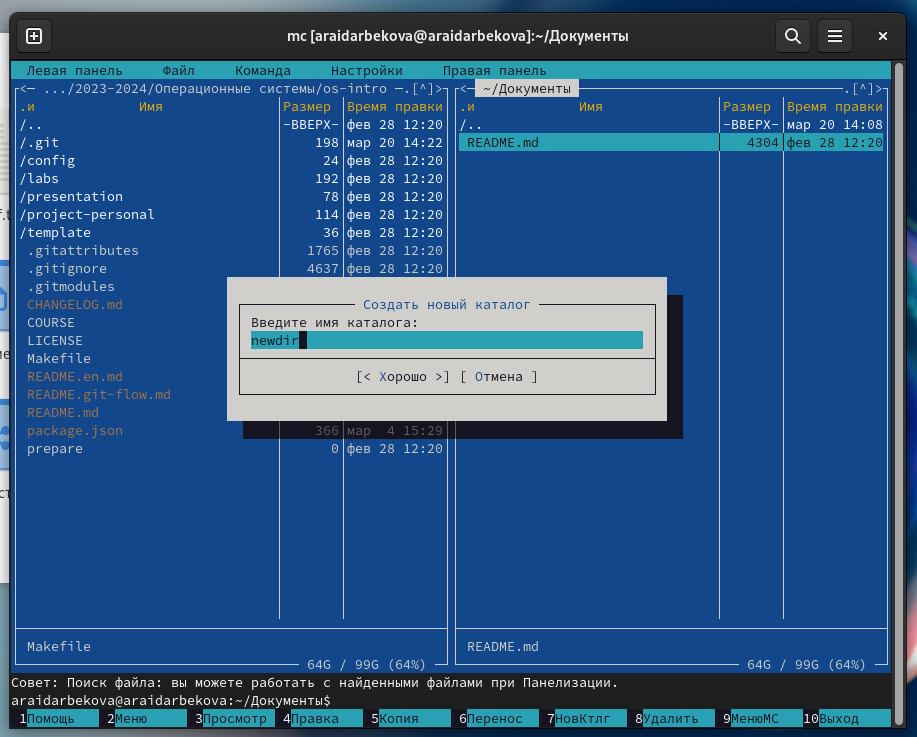 mc [araidarbekova@araidarbekova]:~/Документы
Левая панель Файл Команда Настройки Правая панель
<─ .../2023-2024/Операционные системы/os-intro ─.[^]> <─ ~/Документы .[^]>
.и Имя Размер Время правки .и Имя Размер Время правки
/.. -ВВЕРХ- фев 28 12:20 /.. -ВВЕРХ- мар 20 14:08
/.git 198 мар 20 14:22 README.md 4304 фев 28 12:20
/config 24 фев 28 12:20
/labs 192 фев 28 12:20
/presentation 78 фев 28 12:20
/project-personal 114 фев 28 12:20
/template 36 фев 28 12:20
.gitattributes 1765 фев 28 12:20
.gitignore 4637 фев 28 12:20
.gitmodules
CHANGELOG.md Создать новый каталог
COURSE Введите имя каталога:
LICENSE newdir
Makefile
README.en.md [< Хорошо >] [ Отмена ]
README.git-flow.md
README.md
package.json 366 мар 4 15:29
prepare 0 фев 28 12:20
Makefile README.md
64G / 99G (64%) 64G / 99G (64%)
Совет: Поиск файла: вы можете работать с найденными файлами при Панелизации.
araidarbekova@araidarbekova:~/Документы$
1Помощь 2Меню 3Просмотр 4Правка 5Копия 6Перенос 7НовКтлг 8Удалить 9МенюМС 10Выход